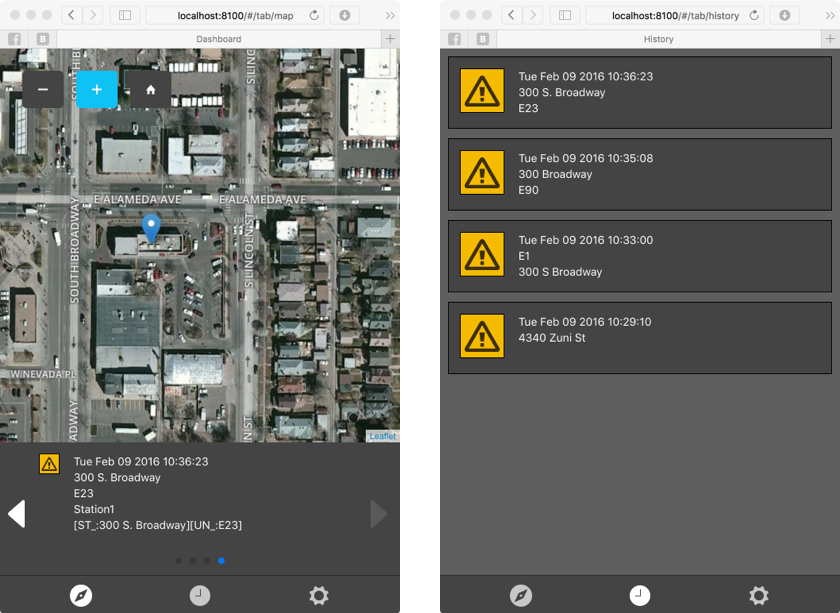 localhost:8100/#/tab/map
B
Dashboard
SOUTH B
S LINC
E ALAMEDA AVE
E ALAMEDA AVE
SOUTH BROADWAY
S LINCOLN ST
W NEVADA PL
ADWAY
N ST
Leaflet
Tue Feb 09 2016 10:36:23
300 S. Broadway
E23
Station1
[ST_:300 S. Broadway][UN_:E23]
localhost:8100/#/tab/history
B
History
Tue Feb 09 2016 10:36:23
300 S. Broadway
E23
Tue Feb 09 2016 10:35:08
300 Broadway
E90
Tue Feb 09 2016 10:33:00
E1
300 S Broadway
Tue Feb 09 2016 10:29:10
4340 Zuni St